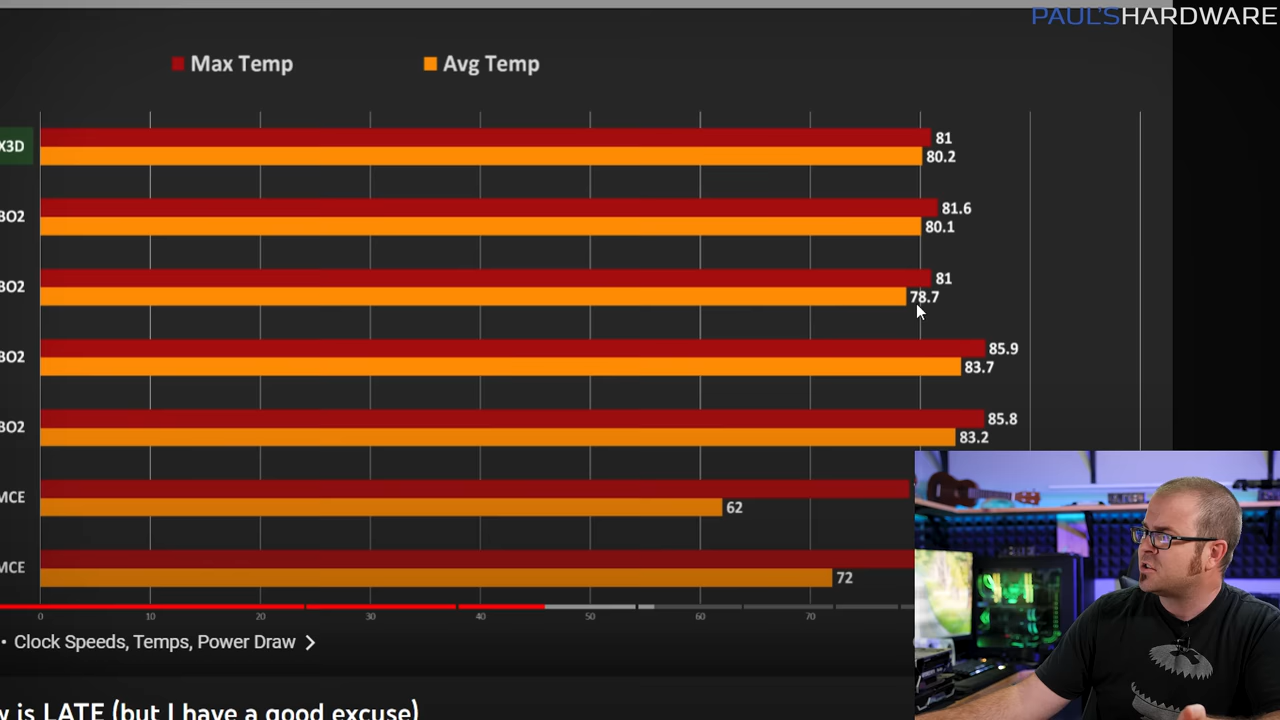 PAUL'SHARDWARE
Max Temp Avg Temp
X3D 81
80.2
BO2 81.6
80.1
BO2 81
78.7
BO2 85.9
83.7
BO2 85.8
83.2
MCE
62
MCE
72
0 10 20 30 40 50 60 70
• Clock Speeds, Temps, Power Draw
w is LATE (but I have a good excuse)